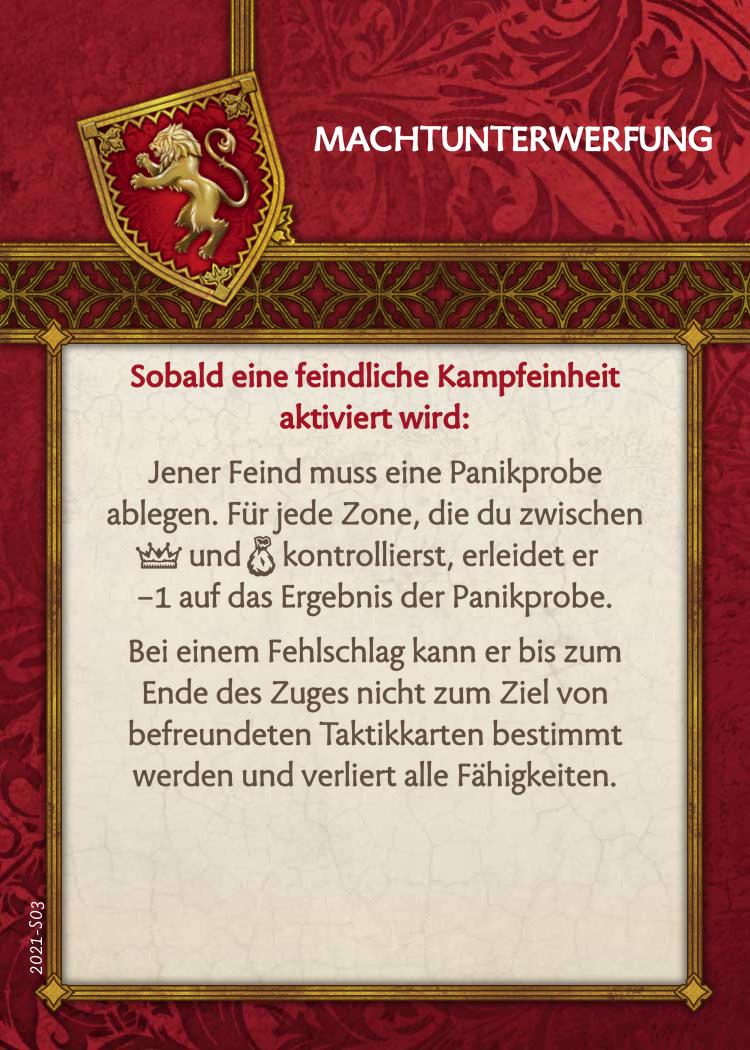 MACHTUNTERWERFUNG
Sobald eine feindliche Kampfeinheit
aktiviert wird:
Jener Feind muss eine Panikprobe
ablegen. Für jede Zone, die du zwischen
und kontrollierst, erleidet er
–1 auf das Ergebnis der Panikprobe.
Bei einem Fehlschlag kann er bis zum
Ende des Zuges nicht zum Ziel von
befreundeten Taktikkarten bestimmt
werden und verliert alle Fähigkeiten.
2021-S03